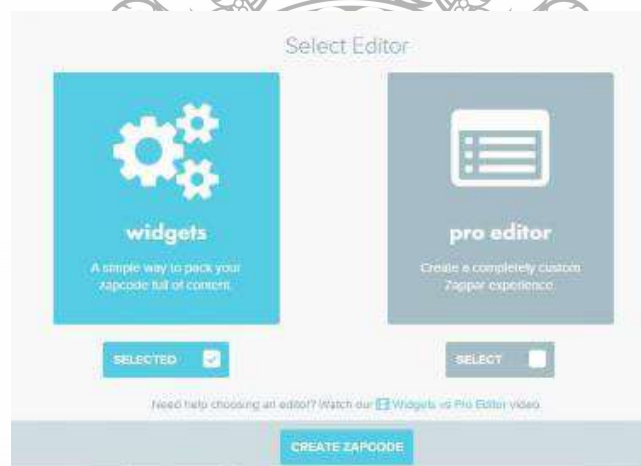 Select Editor
widgets
A simple way to pack your
zapcode full of content.
SELECTED
pro editor
Create a completely custom
Zappar experience.
SELECT
Need help choosing an editor? Watch our Widgets vs Pro Editor video.
CREATE ZAPCODE